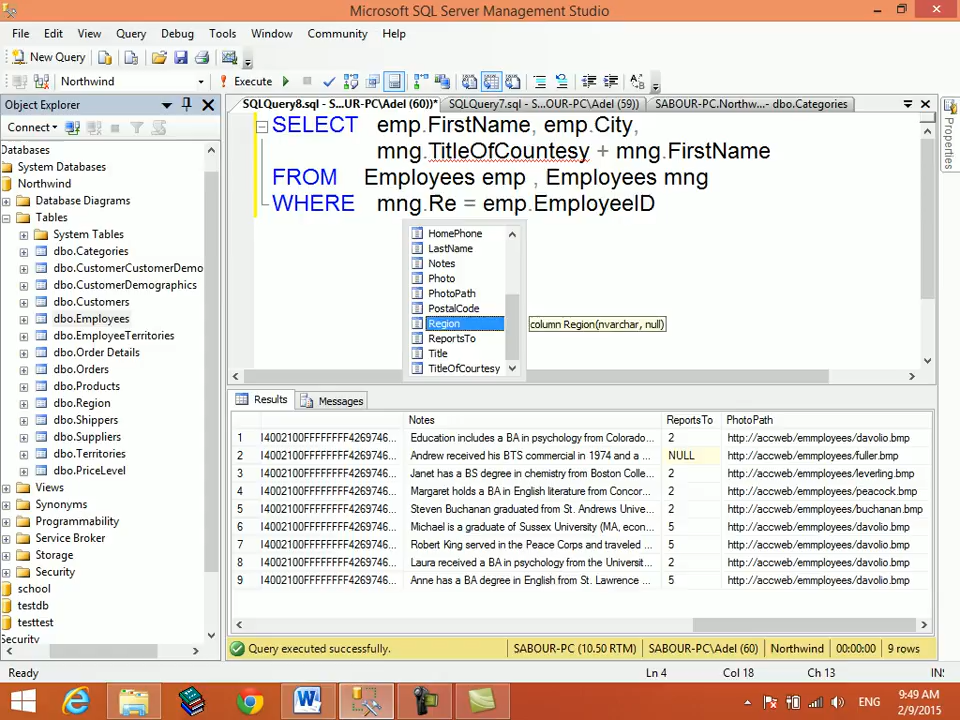 Microsoft SQL Server Management Studio
File Edit View Query Debug Tools Window Community Help
New Query
Northwind Execute
Object Explorer
SQLQuery8.sql - S...UR-PC\Adel (60))* SQLQuery7.sql - S...OUR-PC\Adel (59)) SABOUR-PC.Northw...- dbo.Categories
Properties
Connect
Databases
System Databases
Northwind
Database Diagrams
Tables
System Tables
dbo.Categories
dbo.CustomerCustomerDemo
dbo.CustomerDemographics
dbo.Customers
dbo.Employees
dbo.EmployeeTerritories
dbo.Order Details
dbo.Orders
dbo.Products
dbo.Region
dbo.Shippers
dbo.Suppliers
dbo.Territories
dbo.PriceLevel
Views
Synonyms
Programmability
Service Broker
Storage
Security
school
testdb
testtest
Security
SELECT emp.FirstName, emp.City,
mng.TitleOfCountesy + mng.FirstName
FROM Employees emp , Employees mng
WHERE mng.Re = emp.EmployeeID
HomePhone
LastName
Notes
Photo
PhotoPath
PostalCode
Region
column Region(nvarchar, null)
ReportsTo
Title
TitleOfCourtesy
Results Messages
Notes ReportsTo PhotoPath
1 I4002100FFFFFFFF4269746... Education includes a BA in psychology from Colorado... 2 http://accweb/emmployees/davolio.bmp
2 I4002100FFFFFFFF4269746... Andrew received his BTS commercial in 1974 and a ... NULL http://accweb/emmployees/fuller.bmp
3 I4002100FFFFFFFF4269746... Janet has a BS degree in chemistry from Boston Colle... 2 http://accweb/emmployees/leverling.bmp
4 I4002100FFFFFFFF4269746... Margaret holds a BA in English literature from Concor... 2 http://accweb/emmployees/peacock.bmp
5 I4002100FFFFFFFF4269746... Steven Buchanan graduated from St. Andrews Unive... 2 http://accweb/emmployees/buchanan.bmp
6 I4002100FFFFFFFF4269746... Michael is a graduate of Sussex University (MA, econ... 5 http://accweb/emmployees/davolio.bmp
7 I4002100FFFFFFFF4269746... Robert King served in the Peace Corps and traveled ... 5 http://accweb/emmployees/davolio.bmp
8 I4002100FFFFFFFF4269746... Laura received a BA in psychology from the Universit... 2 http://accweb/emmployees/davolio.bmp
9 I4002100FFFFFFFF4269746... Anne has a BA degree in English from St. Lawrence ... 5 http://accweb/emmployees/davolio.bmp
Query executed successfully. SABOUR-PC (10.50 RTM) SABOUR-PC\Adel (60) Northwind 00:00:00 9 rows
Ready Ln 4 Col 18 Ch 13 INS
ENG
9:49 AM
2/9/2015